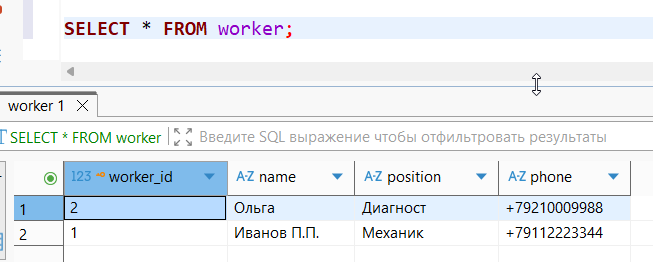 SELECT * FROM worker;
worker 1
SELECT * FROM worker Введите SQL выражение чтобы отфильтровать результаты
123 worker_id A-Z name A-Z position A-Z phone
1 2 Ольга Диагност +79210009988
2 1 Иванов П.П. Механик +79112223344